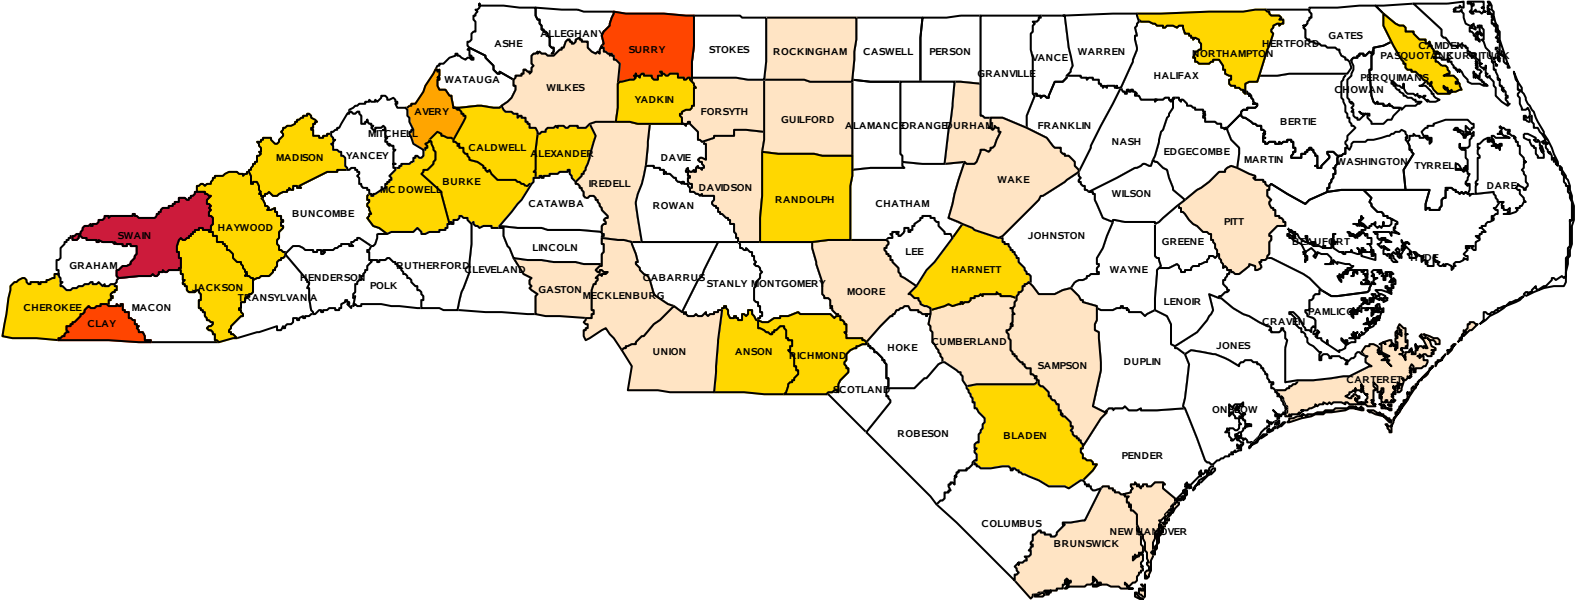 ALLEGHANY
ASHE
SURRY
STOKES
ROCKINGHAM
CASWELL
PERSON
GRANVILLE
VANCE
WARREN
NORTHAMPTON
HERTFORD
GATES
CAMDEN
PASQUOTANK
CURRITUCK
WATAUGA
WILKES
YADKIN
FORSYTH
GUILFORD
ALAMANCE
ORANGE
DURHAM
FRANKLIN
HALIFAX
BERTIE
CHOWAN
PERQUIMANS
AVERY
MITCHELL
YANCEY
MADISON
CALDWELL
ALEXANDER
DAVIE
NASH
EDGECOMBE
MARTIN
WASHINGTON
TYRRELL
DARE
MC DOWELL
BURKE
IREDELL
DAVIDSON
RANDOLPH
WAKE
WILSON
CATAWBA
ROWAN
CHATHAM
BUNCOMBE
HAYWOOD
SWAIN
PITT
JOHNSTON
GREENE
BEAUFORT
HYDE
LINCOLN
LEE
GRAHAM
RUTHERFORD
CLEVELAND
HARNETT
WAYNE
HENDERSON
POLK
GASTON
CABARRUS
STANLY
MONTGOMERY
MOORE
JACKSON
TRANSYLVANIA
MECKLENBURG
LENOIR
CHEROKEE
MACON
CLAY
CRAVEN
PAMLICO
UNION
ANSON
RICHMOND
HOKE
CUMBERLAND
SAMPSON
DUPLIN
JONES
CARTERET
SCOTLAND
ONSLOW
ROBESON
BLADEN
PENDER
COLUMBUS
NEW HANOVER
BRUNSWICK